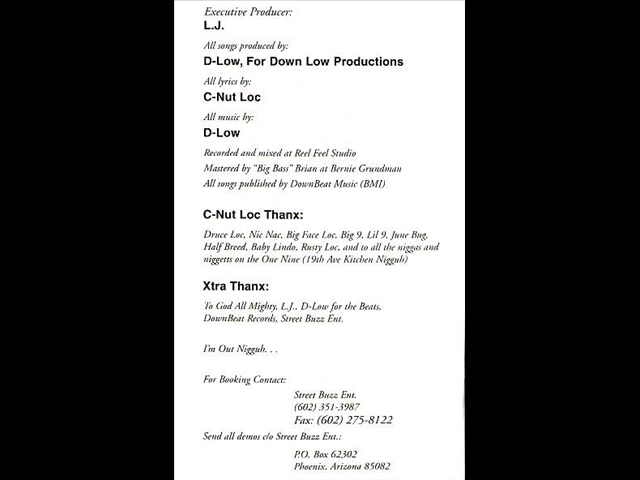 Executive Producer:
L.J.
All songs produced by:
D-Low, For Down Low Productions
All lyrics by:
C-Nut Loc
All music by:
D-Low
Recorded and mixed at Reel Feel Studio
Mastered by "Big Bass" Brian at Bernie Grundman
All songs published by DownBeat Music (BMI)
C-Nut Loc Thanx:
Druce Loc, Nic Nac, Big Face Loc, Big 9, Lil 9, June Bug,
Half Breed, Baby Lindo, Rusty Loc, and to all the niggas and
niggetts on the One Nine (19th Ave Kitchen Nigguh)
Xtra Thanx:
To God All Mighty, L.J., D-Low for the Beats,
DownBeat Records, Street Buzz Ent.
I'm Out Nigguh. . .
For Booking Contact:
Street Buzz Ent.
(602) 351-3987
Fax: (602) 275-8122
Send all demos c/o Street Buzz Ent.:
P.O. Box 62302
Phoenix, Arizona 85082